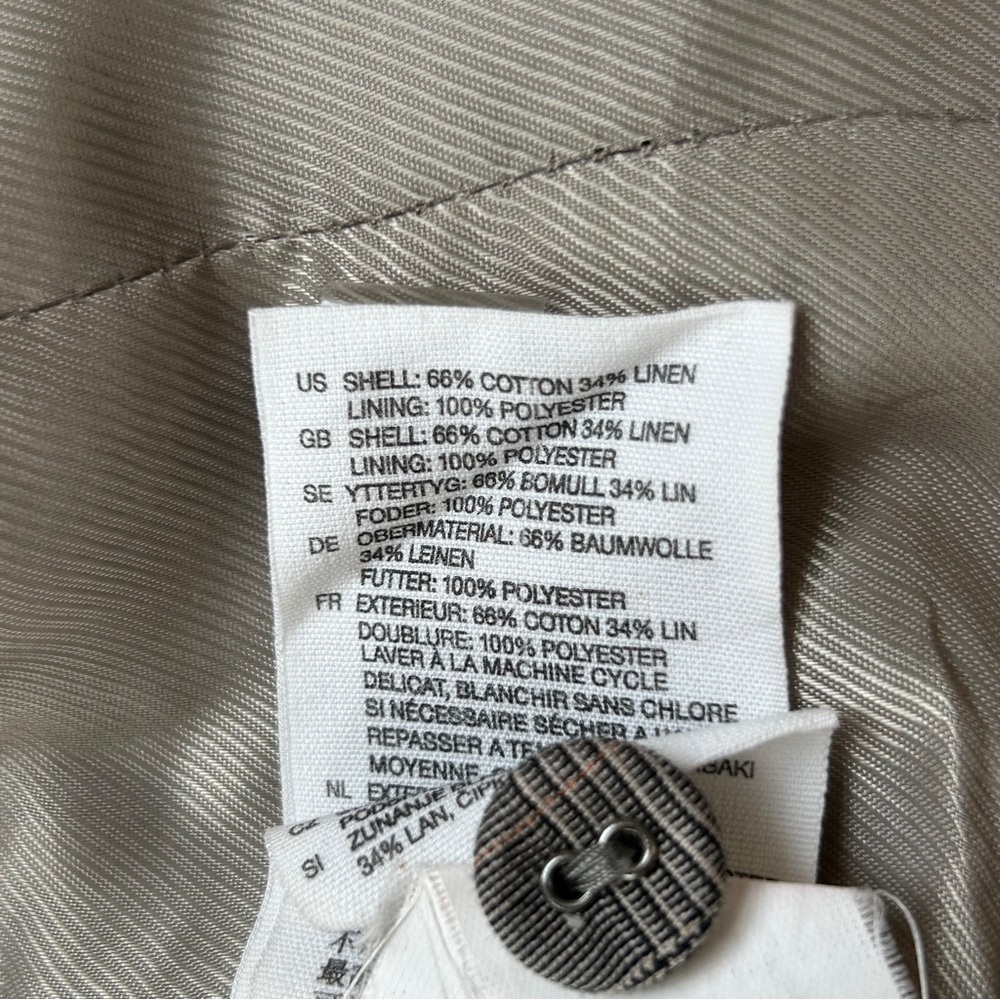 US SHELL: 66% COTTON 34% LINEN
LINING: 100% POLYESTER
GB SHELL: 66% COTTON 34% LINEN
LINING: 100% POLYESTER
SE YTTERTYG: 66% BOMULL 34% LIN
FODER: 100% POLYESTER
DE OBERMATERIAL: 66% BAUMWOLLE
34% LEINEN
FUTTER: 100% POLYESTER
FR EXTERIEUR: 66% COTON 34% LIN
DOUBLURE: 100% POLYESTER
LAVER À LA MACHINE CYCLE
DELICAT, BLANCHIR SANS CHLORE
SI NÉCESSAIRE SÉCHER A
REPASSER A
MOYENNE
NL
CZ
SI ZUNANJE
34% LAN,
不
最